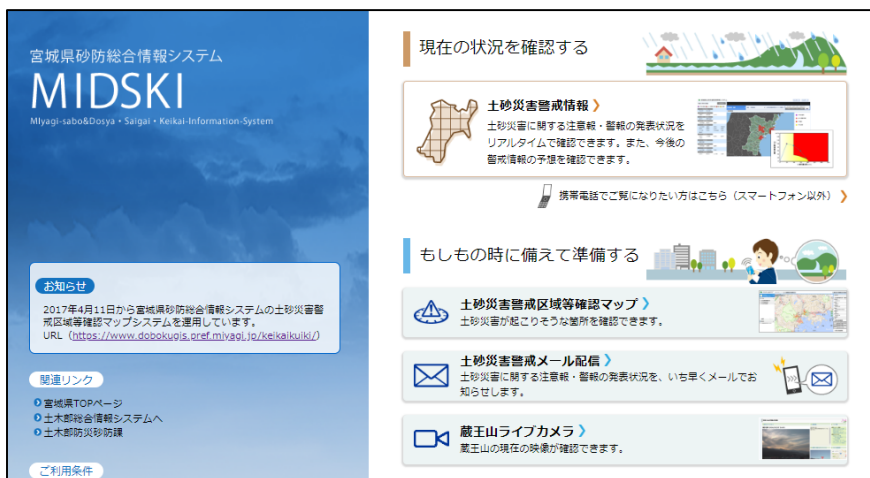 宮城県砂防総合情報システム
MIDSKI
MIyagi-sabo&Dosya・Saigai・Keikai-Information-System
お知らせ
2017年4月11日から宮城県砂防総合情報システムの土砂災害警
戒区域等確認マップシステムを運用しています。
URL（https://www.dobokugis.pref.miyagi.jp/keikaikuiki/）
関連リンク
宮城県TOPページ
土木部総合情報システムへ
土木部防災砂防課
ご利用条件
現在の状況を確認する
土砂災害警戒情報
土砂災害に関する注意報・警報の発表状況を
リアルタイムで確認できます。また、今後の
警戒情報の予想を確認できます。
携帯電話でご覧になりたい方はこちら（スマートフォン以外）
もしもの時に備えて準備する
土砂災害警戒区域等確認マップ
土砂災害が起こりそうな箇所を確認できます。
土砂災害警戒メール配信
土砂災害に関する注意報・警報の発表状況を、いち早くメールでお
知らせします。
蔵王山ライブカメラ
蔵王山の現在の映像が確認できます。